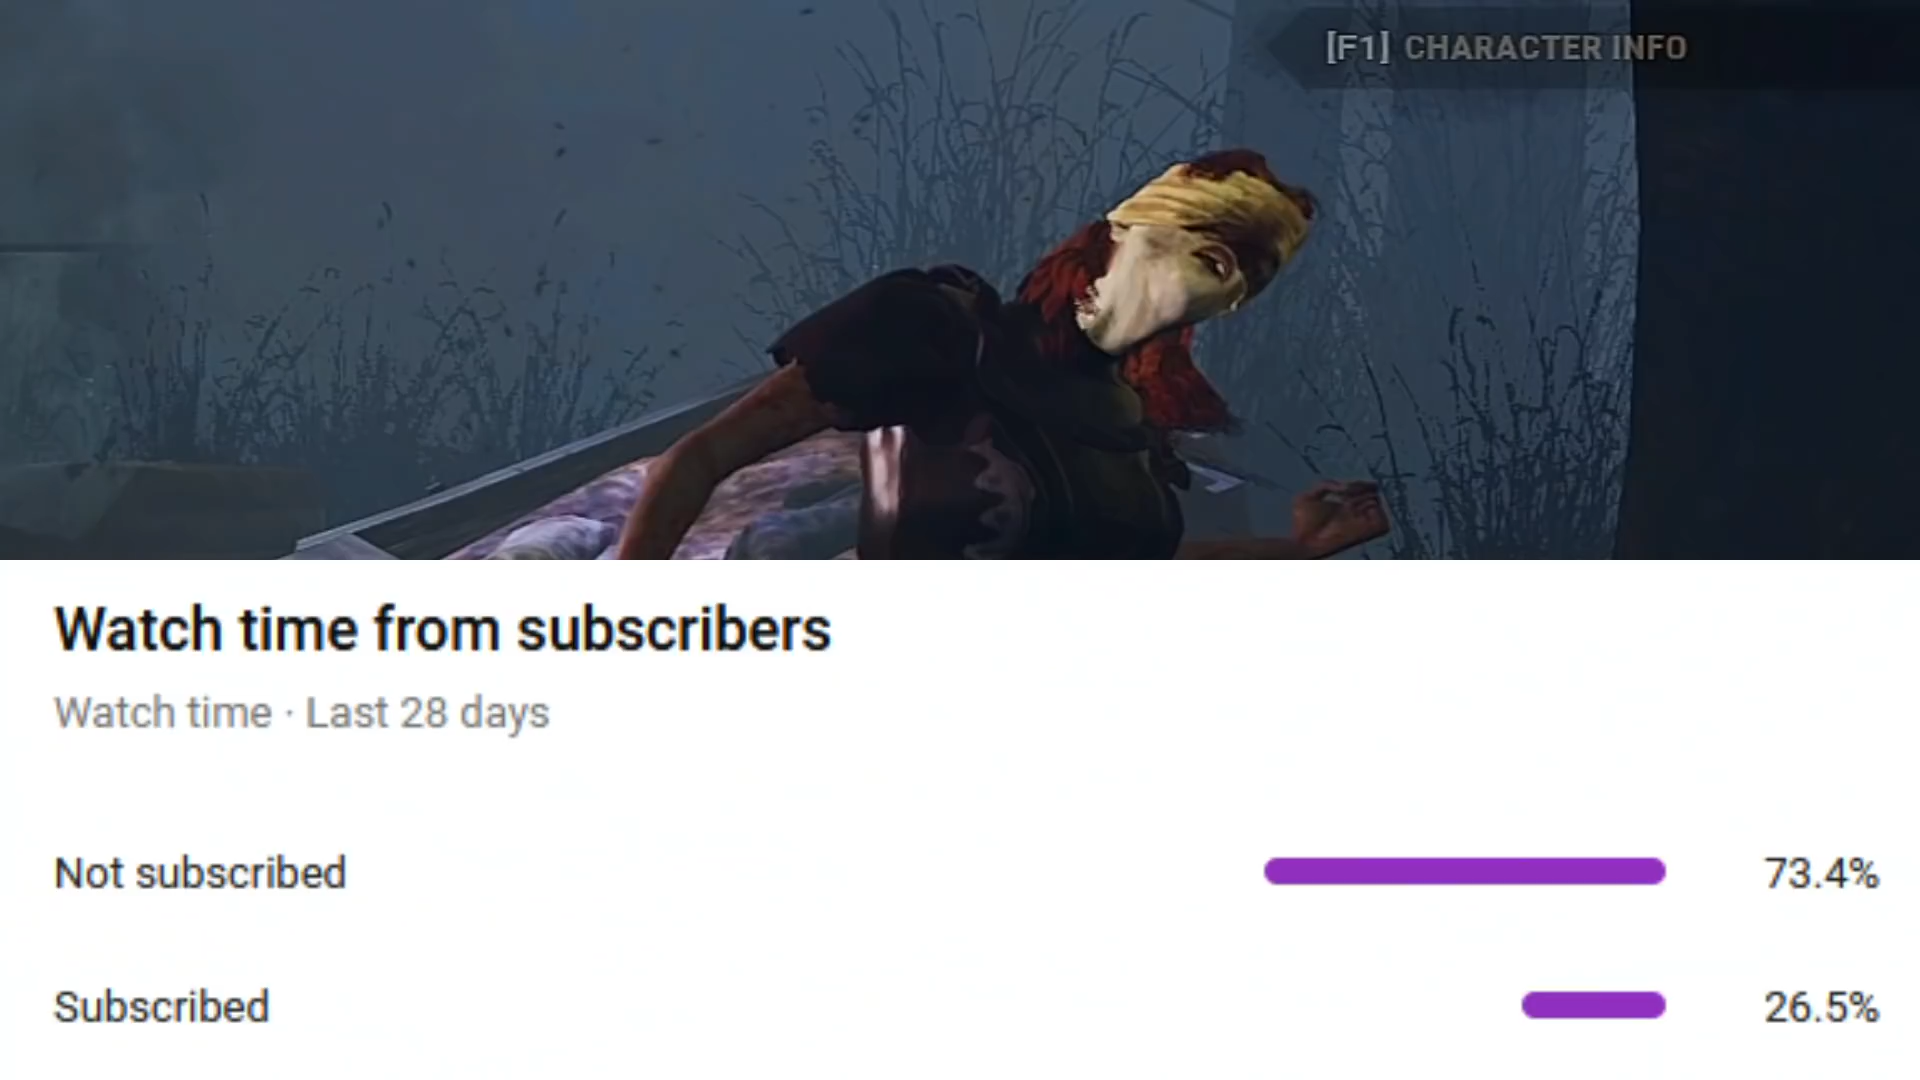 [F1] CHARACTER INFO
Watch time from subscribers
Watch time · Last 28 days
Not subscribed 73.4%
Subscribed 26.5%